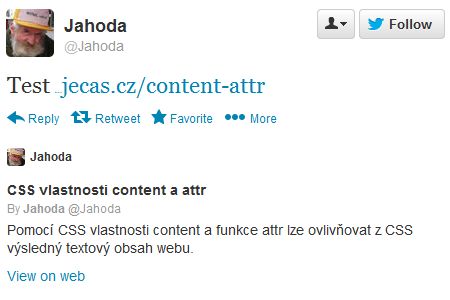 Jahoda
@Jahoda
Follow
Test _jecas.cz/content-attr
Reply Retweet Favorite More
Jahoda
CSS vlastnosti content a attr
By Jahoda @Jahoda
Pomocí CSS vlastnosti content a funkce attr lze ovlivňovat z CSS
výsledný textový obsah webu.
View on web